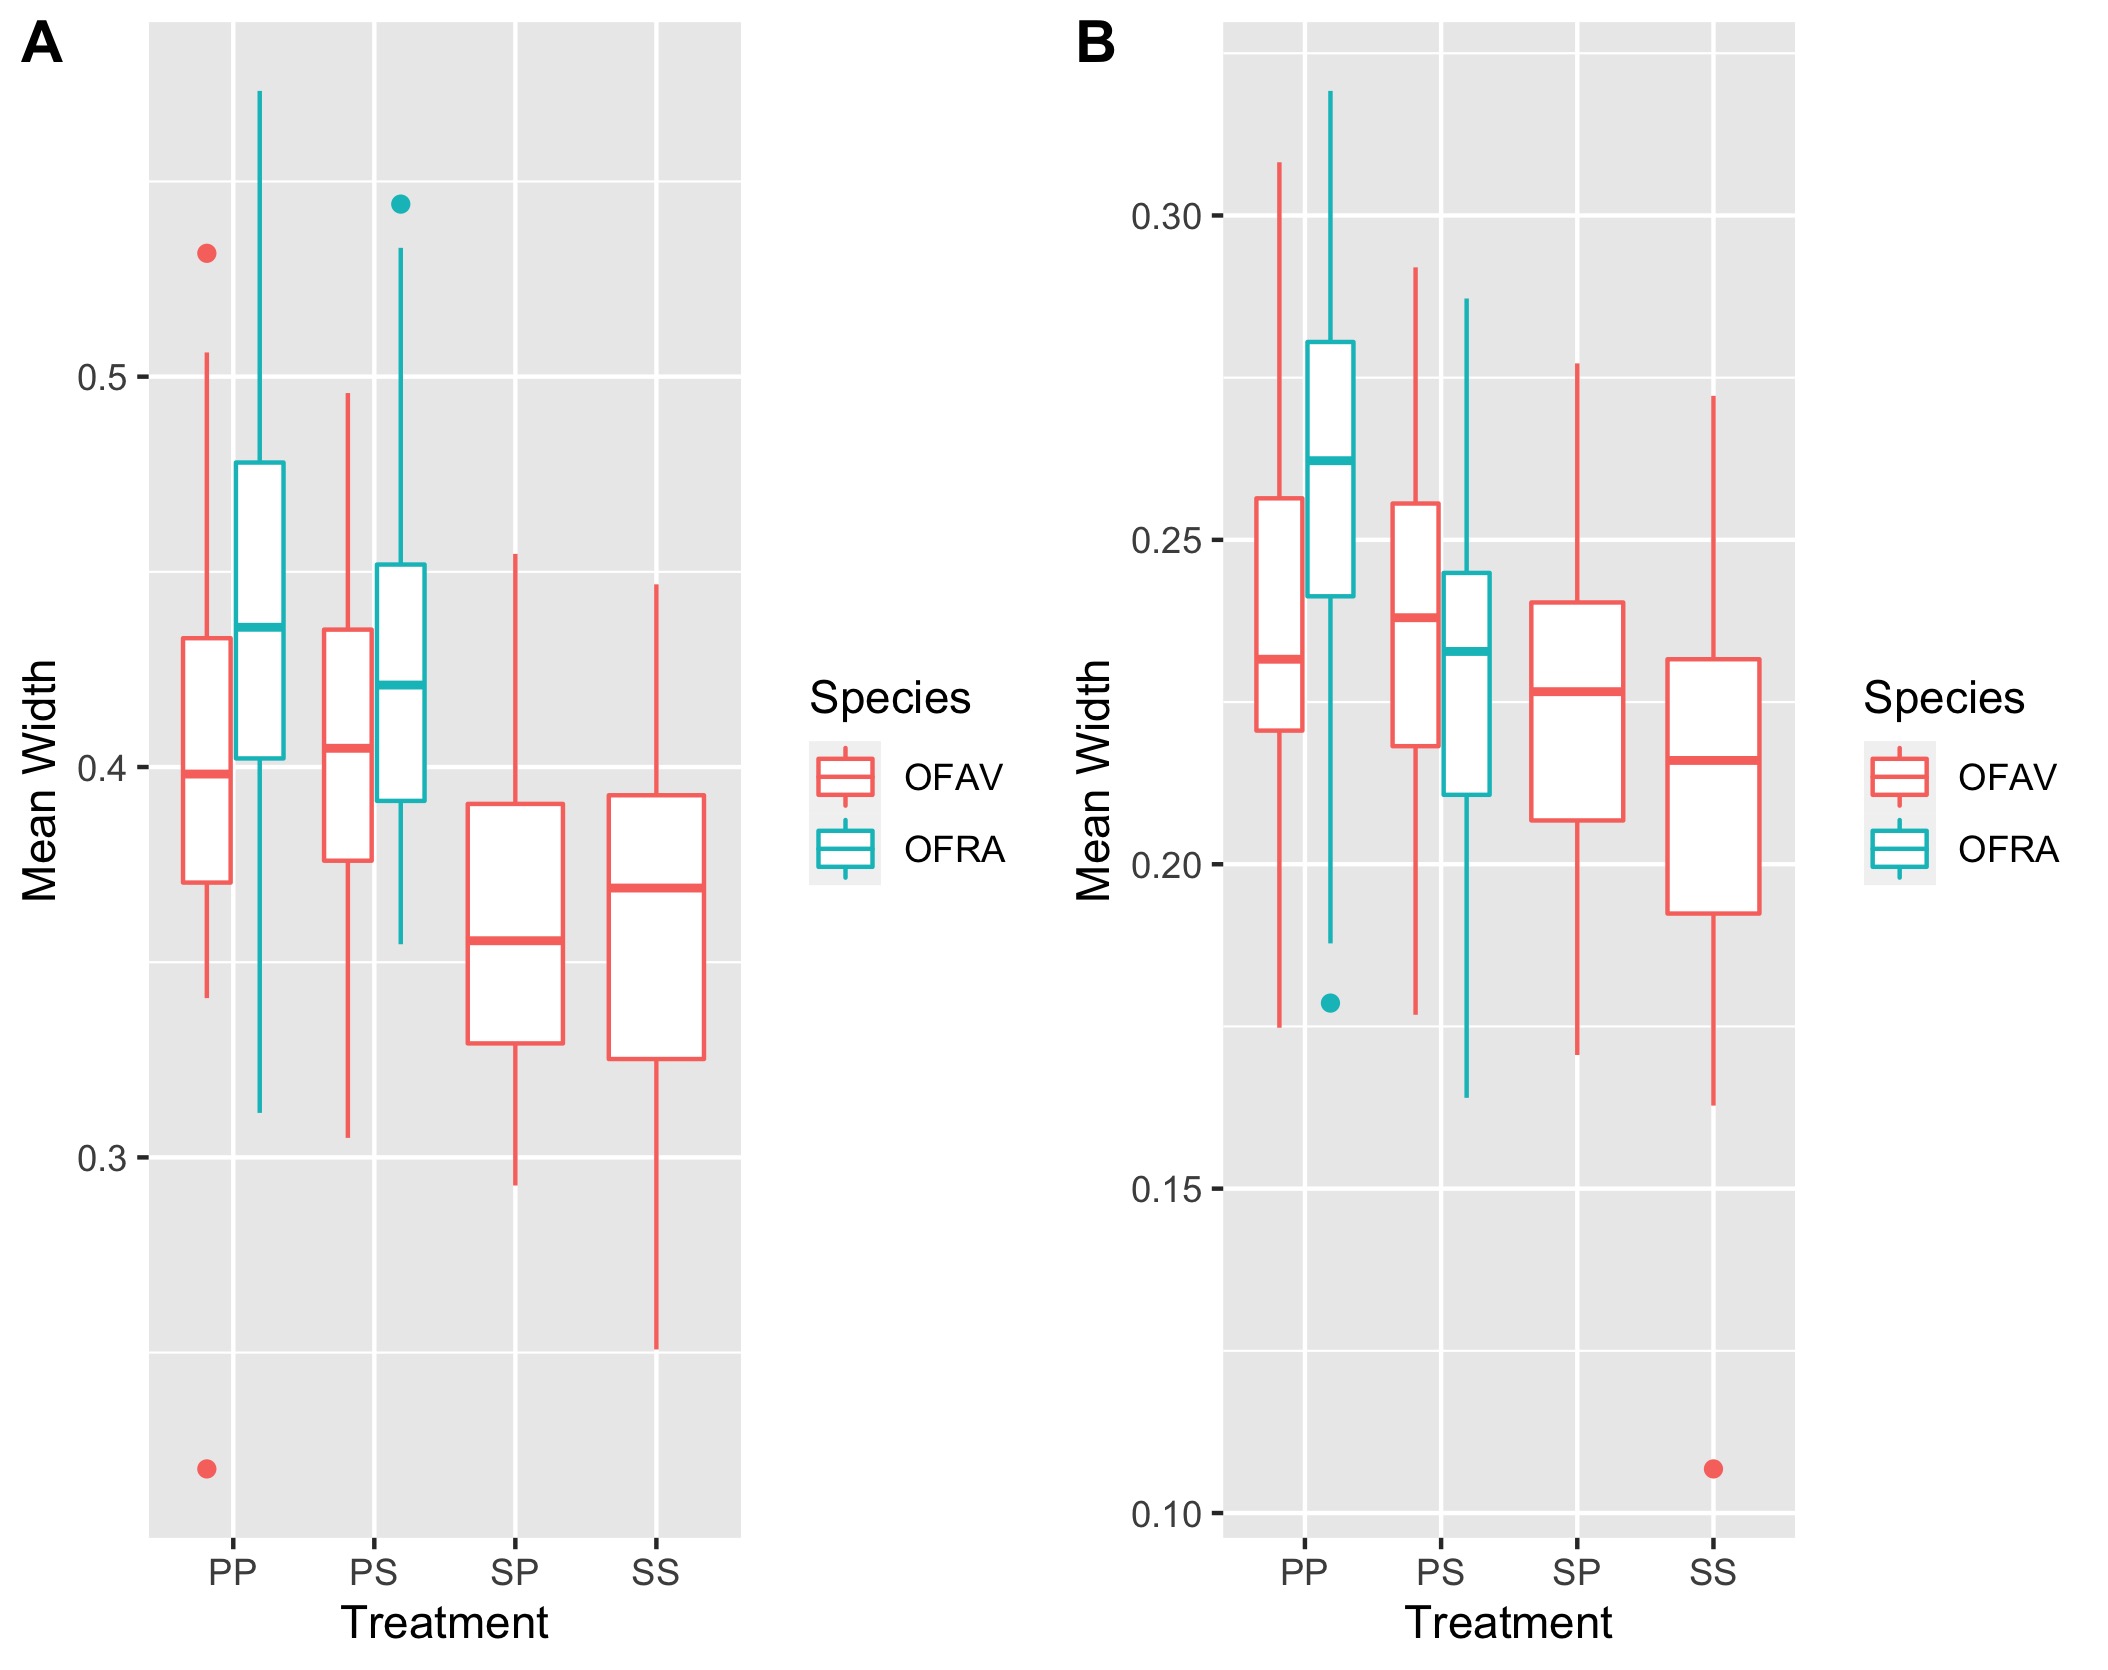 A
Mean Width
0.5
0.4
0.3
PP PS SP SS
Treatment
Species
OFAV
OFRA
B
Mean Width
0.30
0.25
0.20
0.15
0.10
PP PS SP SS
Treatment
Species
OFAV
OFRA